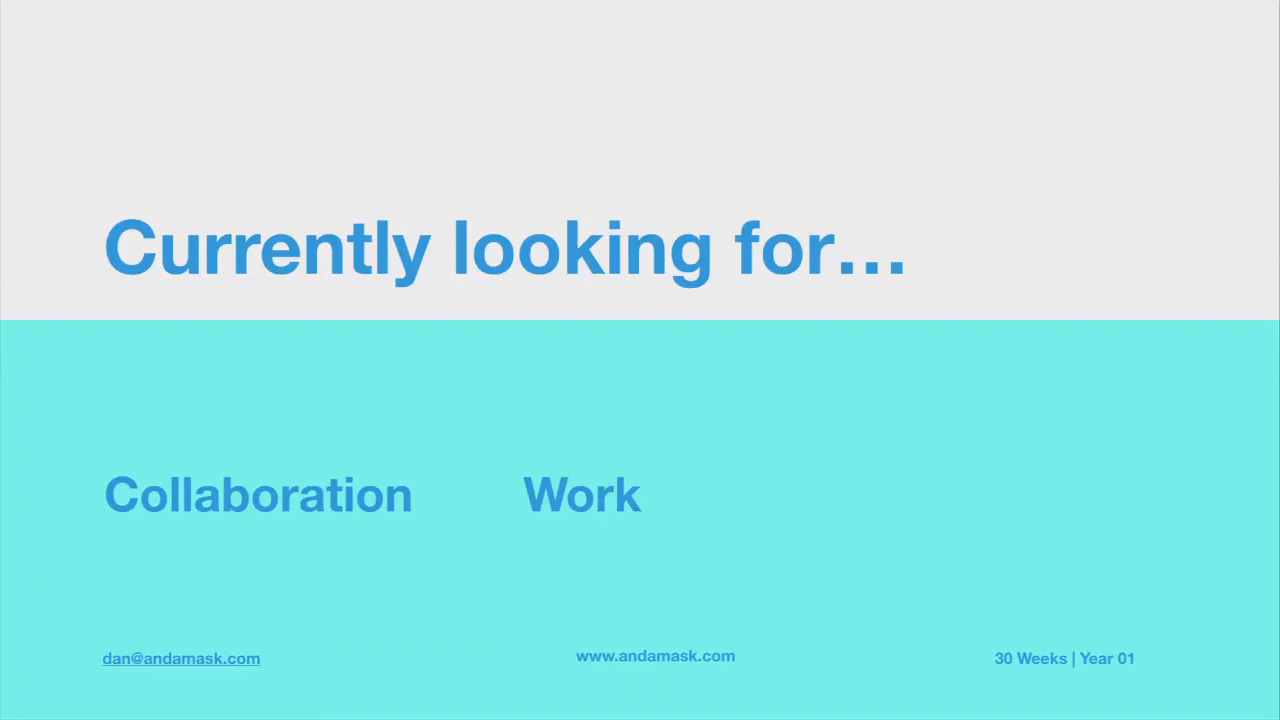 Currently looking for…
Collaboration Work
dan@andamask.com www.andamask.com 30 Weeks | Year 01